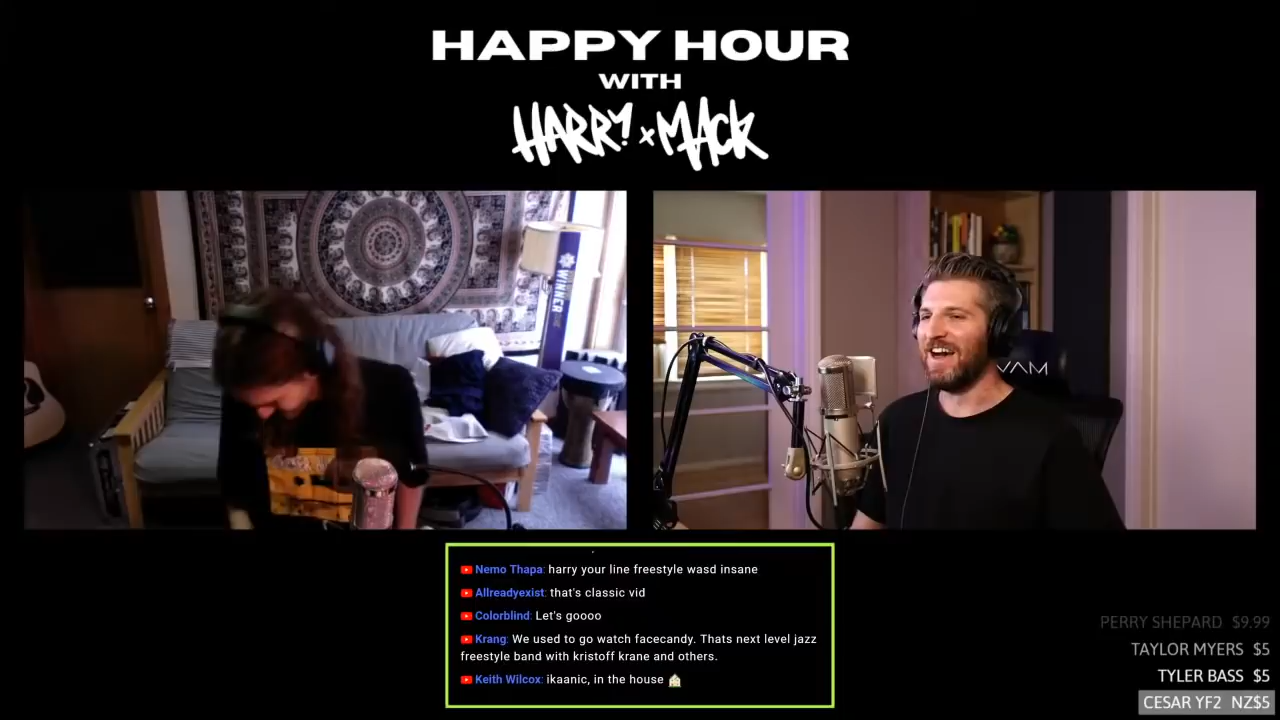 HAPPY HOUR
WITH
HARRY x MACK
WINNER
VAM
Nemo Thapa: harry your line freestyle wasd insane
Allreadyexist: that's classic vid
Colorblind: Let's goooo
Krang: We used to go watch facecandy. Thats next level jazz
freestyle band with kristoff krane and others.
Keith Wilcox: ikaanic, in the house 🏠
PERRY SHEPARD $9.99
TAYLOR MYERS $5
TYLER BASS $5
CESAR YF2 NZ$5